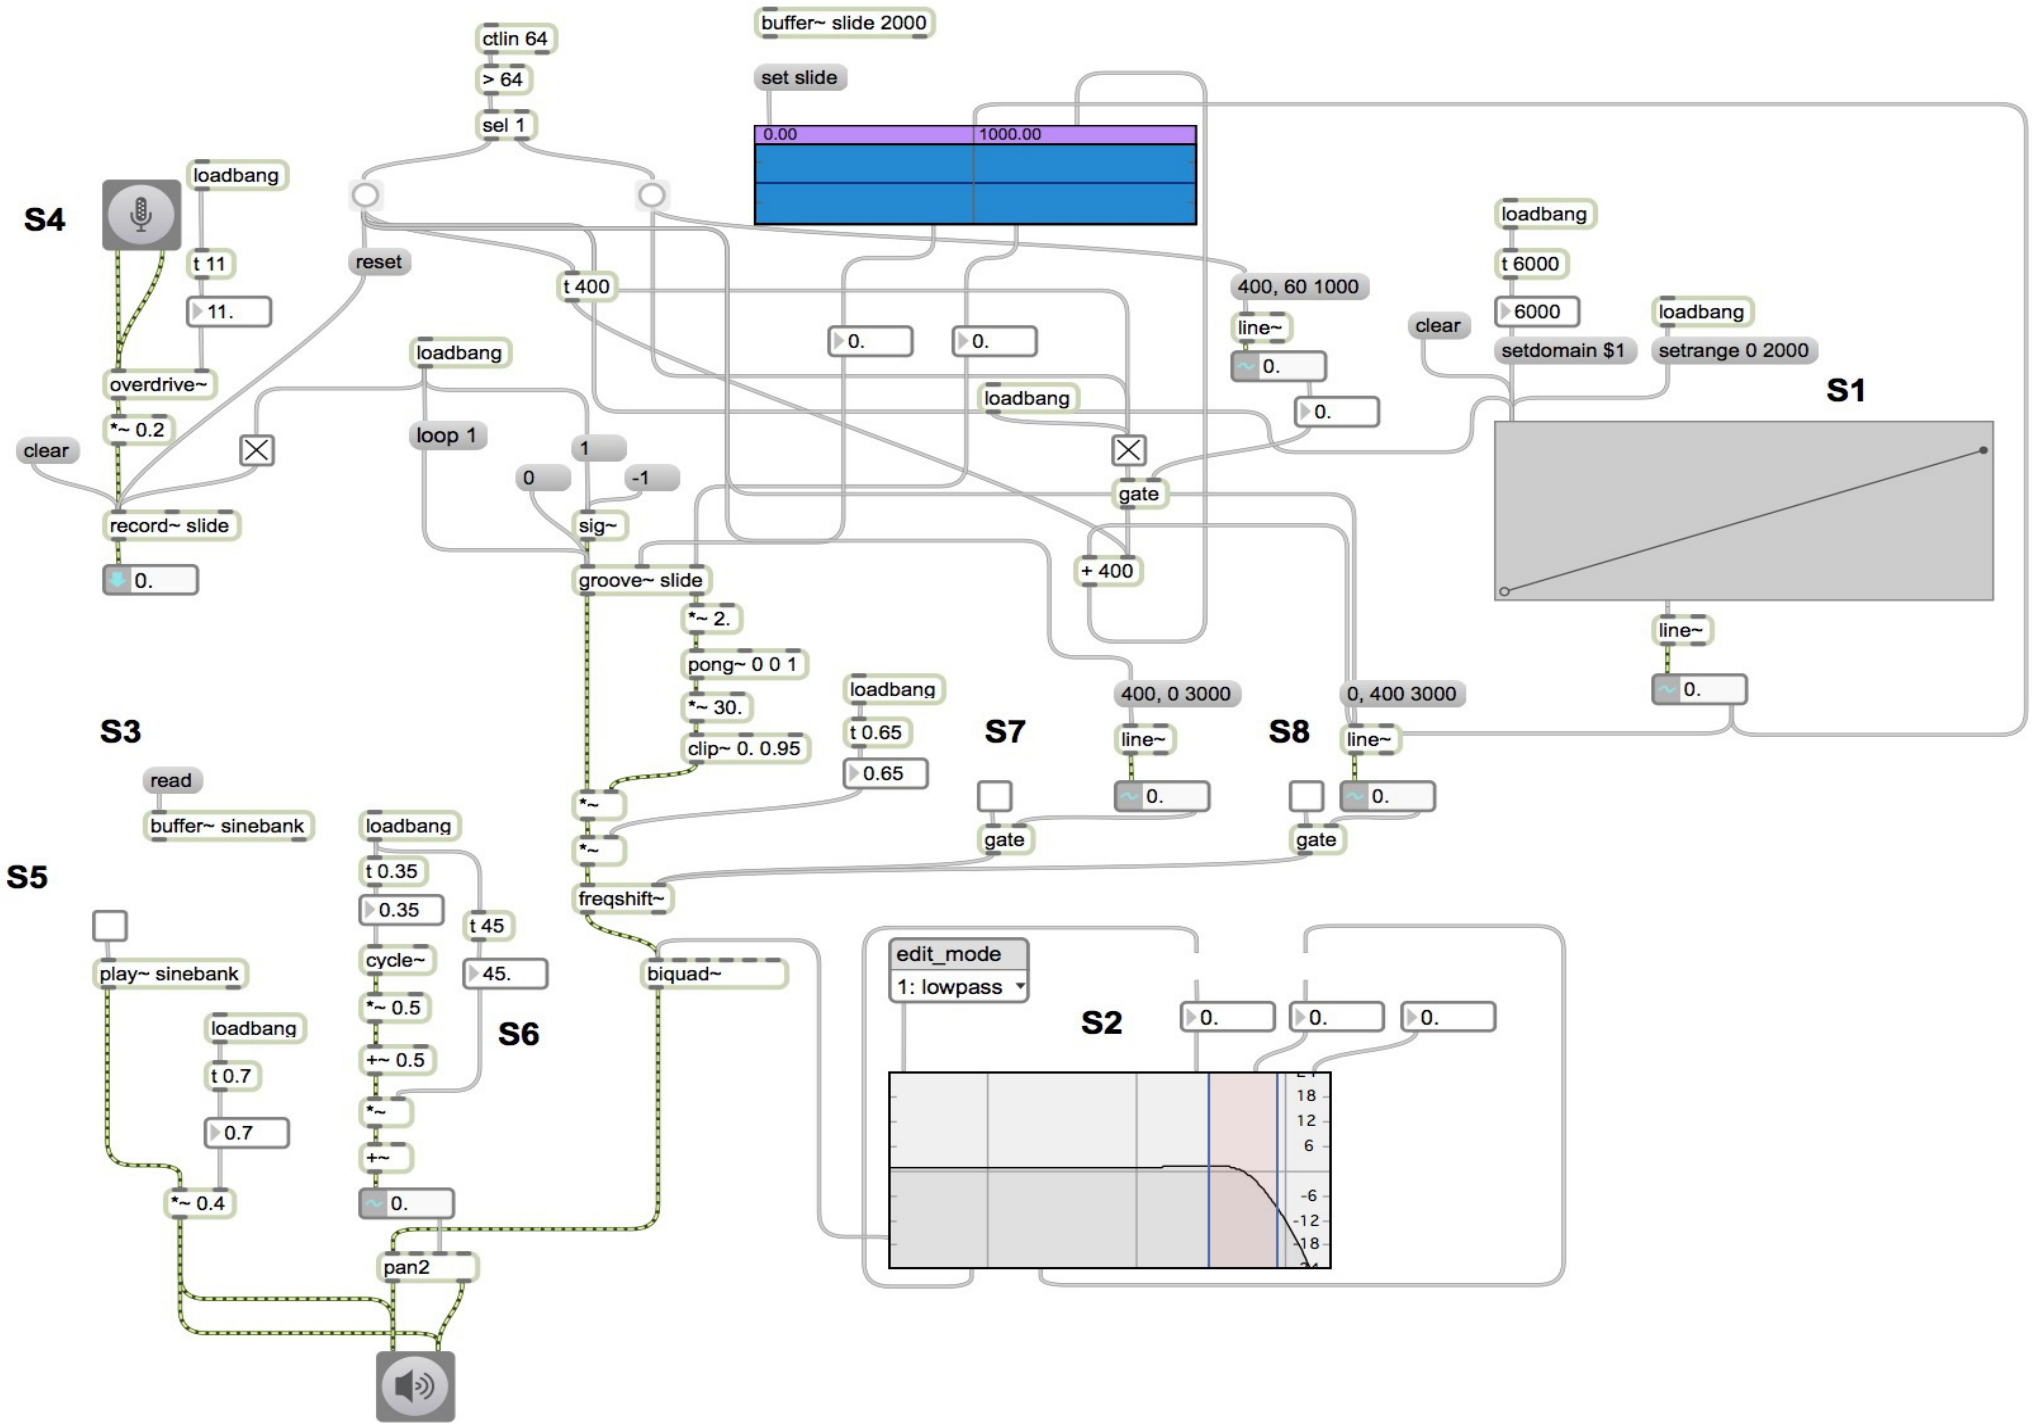 buffer~ slide 2000
ctlin 64
set slide
> 64
sel 1
0.00
1000.00
loadbang
S4
loadbang
t 11
reset
t 6000
t 400
400, 60 1000
11.
6000
loadbang
line~
clear
0.
0.
setdomain $1
setrange 0 2000
loadbang
0.
overdrive~
S1
loadbang
0.
*~ 0.2
loop 1
clear
1
0
-1
gate
record~ slide
sig~
+ 400
0.
groove~ slide
*~ 2.
line~
pong~ 0 0 1
loadbang
400, 0 3000
0, 400 3000
0.
*~ 30.
S3
t 0.65
S7
S8
line~
line~
clip~ 0. 0.95
0.65
read
0.
0.
*~
buffer~ sinebank
loadbang
gate
gate
*~
S5
t 0.35
freqshift~
0.35
t 45
edit_mode
cycle~
play~ sinebank
45.
biquad~
1: lowpass
*~ 0.5
S2
0.
0.
0.
loadbang
S6
+~ 0.5
t 0.7
18
*~
12
0.7
6
+~
-6
*~ 0.4
0.
-12
-18
pan2